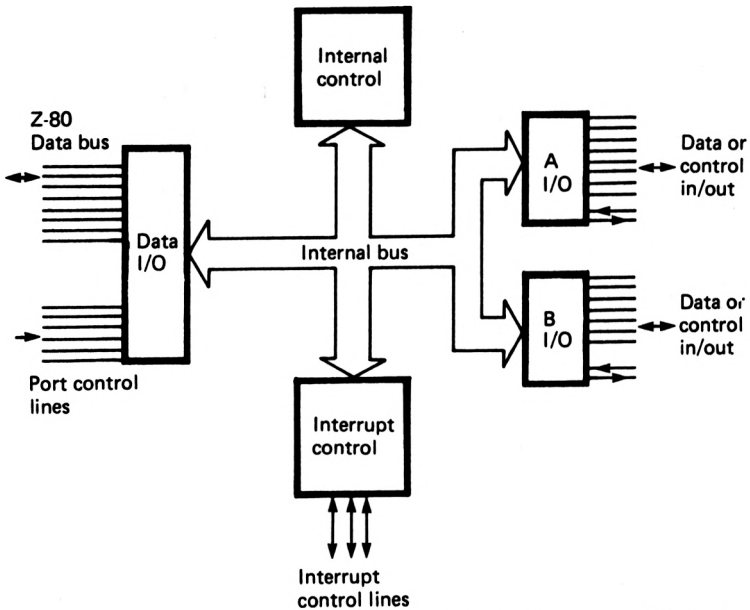 Internal
control
Z-80
Data bus
Data
I/O
Port control
lines
Internal bus
A
I/O
Data or
control
in/out
B
I/O
Data or
control
in/out
Interrupt
control
Interrupt
control lines